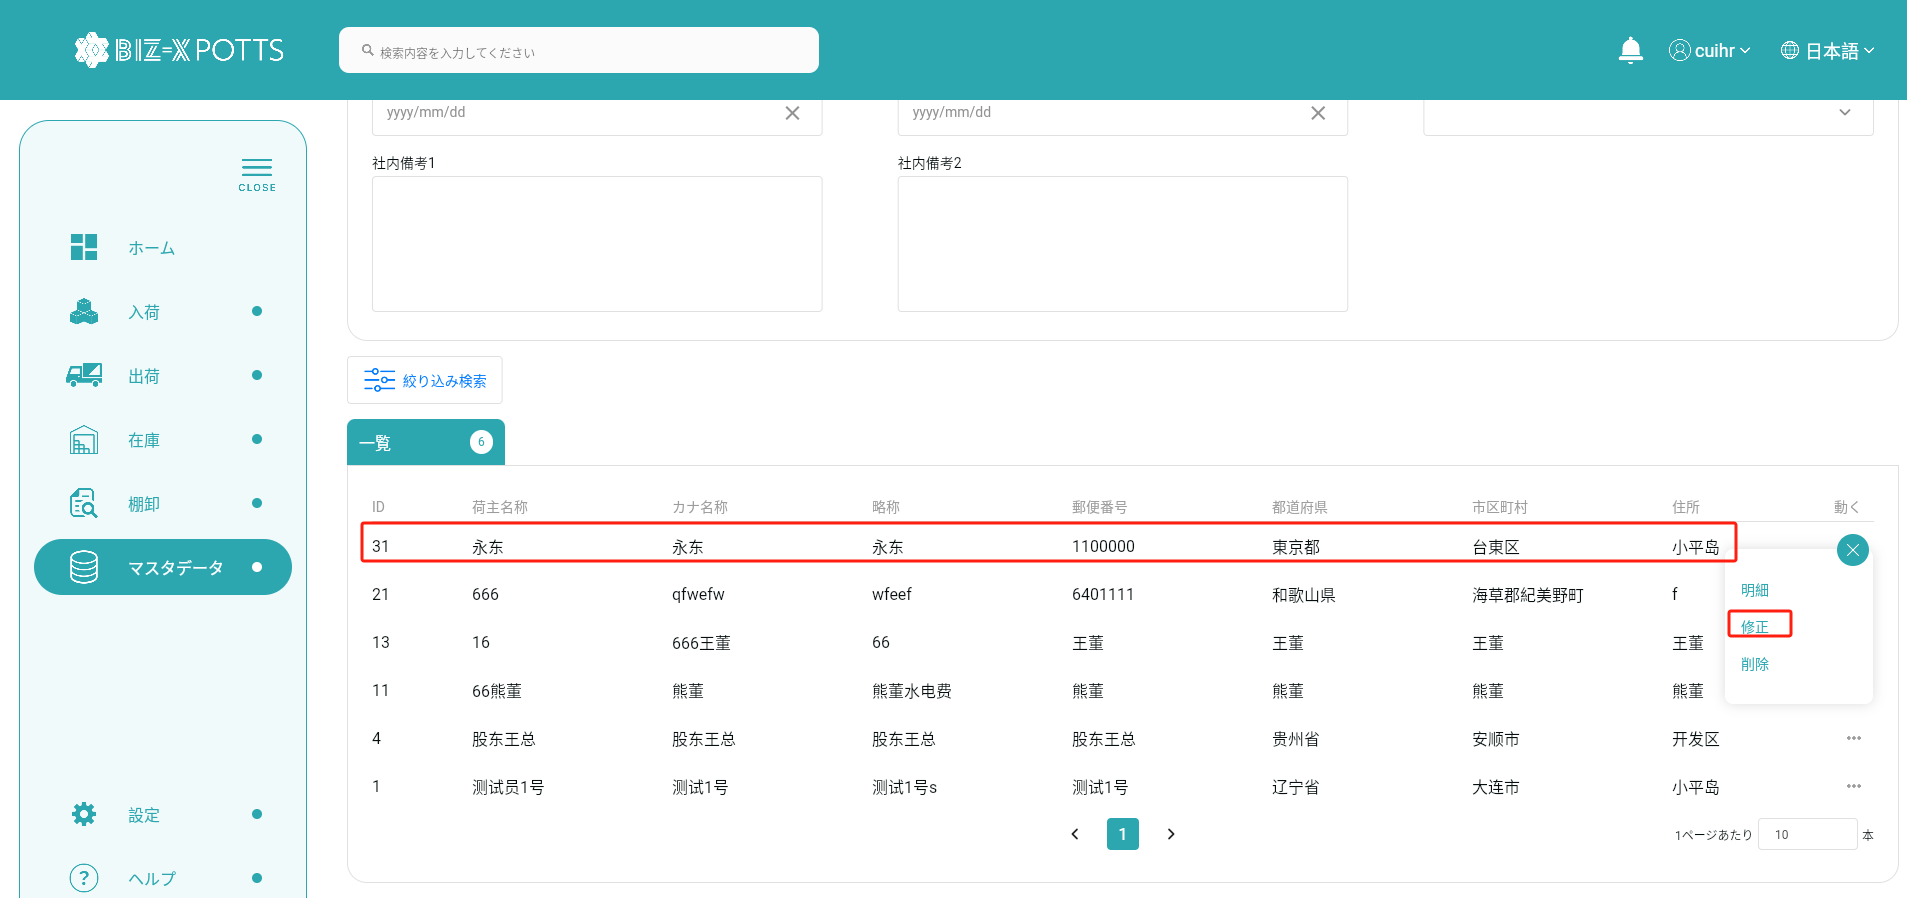 BIZ=X POTTS
検索内容を入力してください
cuihr
日本語
CLOSE
ホーム
入荷
出荷
在庫
棚卸
マスタデータ
設定
ヘルプ
yyyy/mm/dd
yyyy/mm/dd
社内備考1
社内備考2
絞り込み検索
一覧 6
ID 荷主名称 カナ名称 略称 郵便番号 都道府県 市区町村 住所 動く
31 永东 永东 永东 1100000 東京都 台東区 小平岛
21 666 qfwefw wfeef 6401111 和歌山県 海草郡紀美野町 f
13 16 666王董 66 王董 王董 王董 王董
11 66熊董 熊董 熊董水电费 熊董 熊董 熊董 熊董
4 股东王总 股东王总 股东王总 股东王总 贵州省 安顺市 开发区
1 测试员1号 测试1号 测试1号s 测试1号 辽宁省 大连市 小平岛
明細
修正
削除
1
1ページあたり 10 本